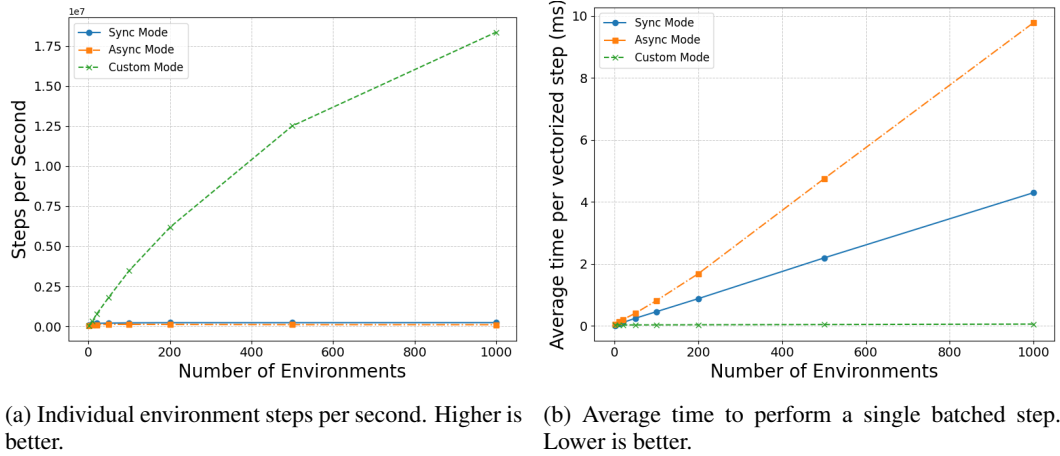 1e7
Sync Mode
Async Mode
Custom Mode
1.75
1.50
1.25
1.00
0.75
0.50
0.25
0.00
Steps per Second
0 200 400 600 800 1000
Number of Environments
(a) Individual environment steps per second. Higher is
better.
Sync Mode
Async Mode
Custom Mode
10
8
6
4
2
0
Average time per vectorized step (ms)
0 200 400 600 800 1000
Number of Environments
(b) Average time to perform a single batched step.
Lower is better.